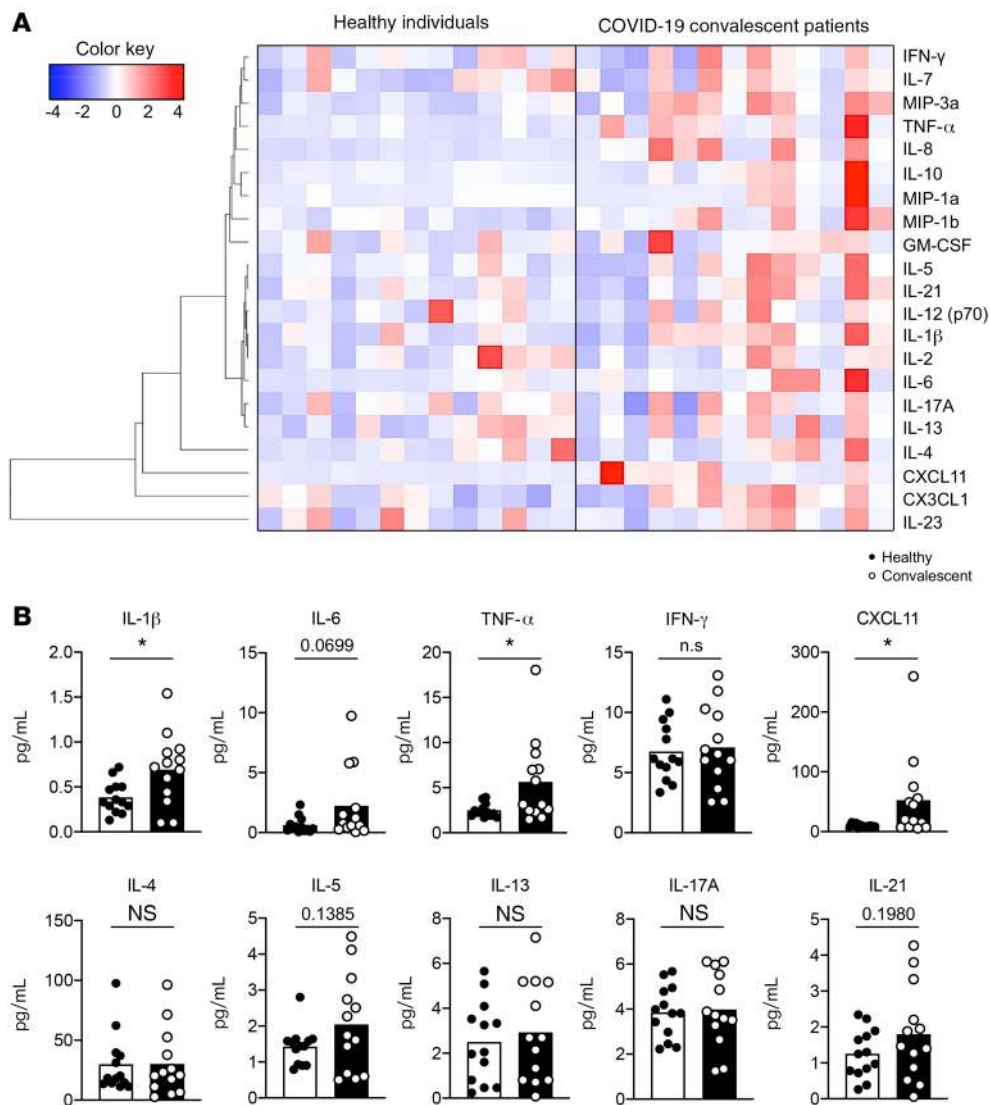 A
Healthy individuals
COVID-19 convalescent patients
Color key
-4 -2 0 2 4
IFN-γ
IL-7
MIP-3a
TNF-α
IL-8
IL-10
MIP-1a
MIP-1b
GM-CSF
IL-5
IL-21
IL-12 (p70)
IL-1β
IL-2
IL-6
IL-17A
IL-13
IL-4
CXCL11
CX3CL1
IL-23
Healthy
Convalescent
B
IL-1β
*
pg/mL
2.0
1.5
1.0
0.5
0.0
IL-6
0.0699
pg/mL
15
10
5
0
TNF-α
*
pg/mL
20
15
10
5
0
IFN-γ
n.s
pg/mL
15
10
5
0
CXCL11
*
pg/mL
300
200
100
0
IL-4
NS
pg/mL
150
100
50
0
IL-5
0.1385
pg/mL
5
4
3
2
1
0
IL-13
NS
pg/mL
8
6
4
2
0
IL-17A
NS
pg/mL
8
6
4
2
0
IL-21
0.1980
pg/mL
5
4
3
2
1
0